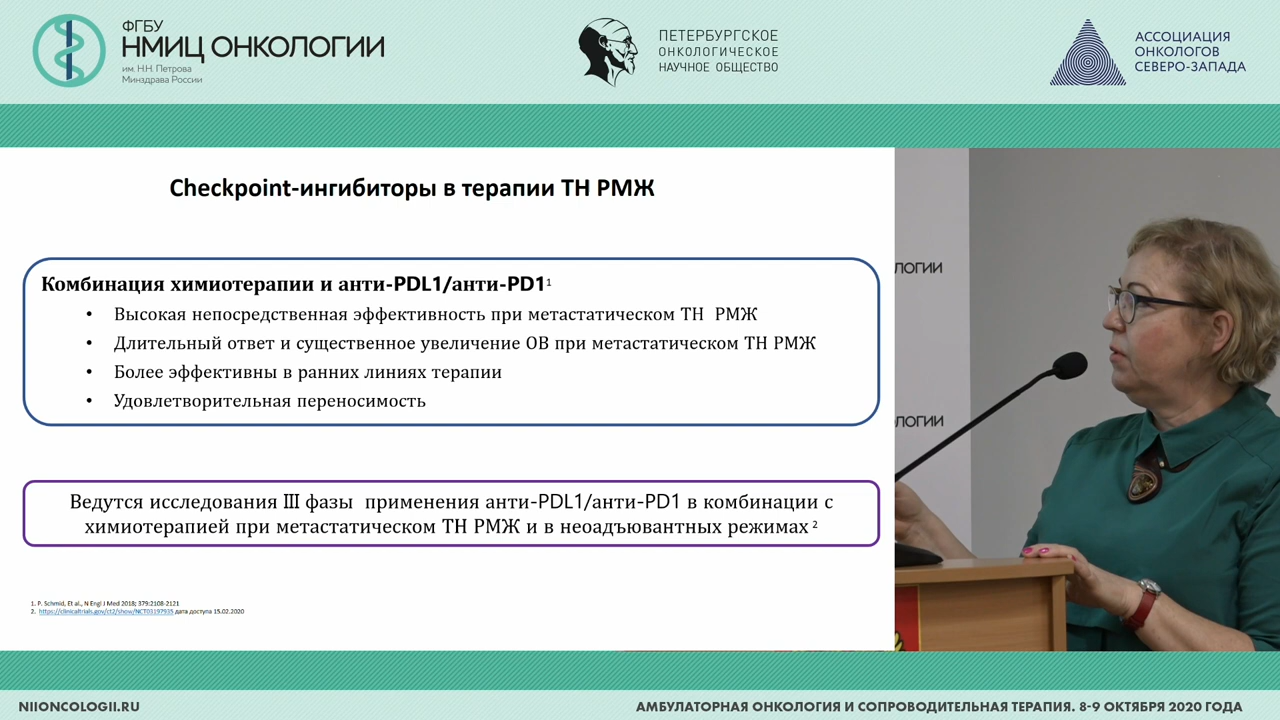 ФГБУ
НМИЦ ОНКОЛОГИИ
им. Н.Н. Петрова
Минздрава России
ПЕТЕРБУРГСКОЕ
ОНКОЛОГИЧЕСКОЕ
НАУЧНОЕ ОБЩЕСТВО
АССОЦИАЦИЯ
ОНКОЛОГОВ
СЕВЕРО-ЗАПАДА
Checkpoint-ингибиторы в терапии ТН РМЖ
Комбинация химиотерапии и анти-PDL1/анти-PD1¹
• Высокая непосредственная эффективность при метастатическом ТН РМЖ
• Длительный ответ и существенное увеличение ОВ при метастатическом ТН РМЖ
• Более эффективны в ранних линиях терапии
• Удовлетворительная переносимость
Ведутся исследования III фазы применения анти-PDL1/анти-PD1 в комбинации с
химиотерапией при метастатическом ТН РМЖ и в неоадъювантных режимах ²
1. P. Schmid, Et al., N Engl J Med 2018; 379:2108-2121
2. https://clinicaltrials.gov/ct2/show/NCT03197935 дата доступа 15.02.2020
ЛОГИИ
ЛОГИИ
NIIONCOLOGII.RU
АМБУЛАТОРНАЯ ОНКОЛОГИЯ И СОПРОВОДИТЕЛЬНАЯ ТЕРАПИЯ. 8-9 ОКТЯБРЯ 2020 ГОДА